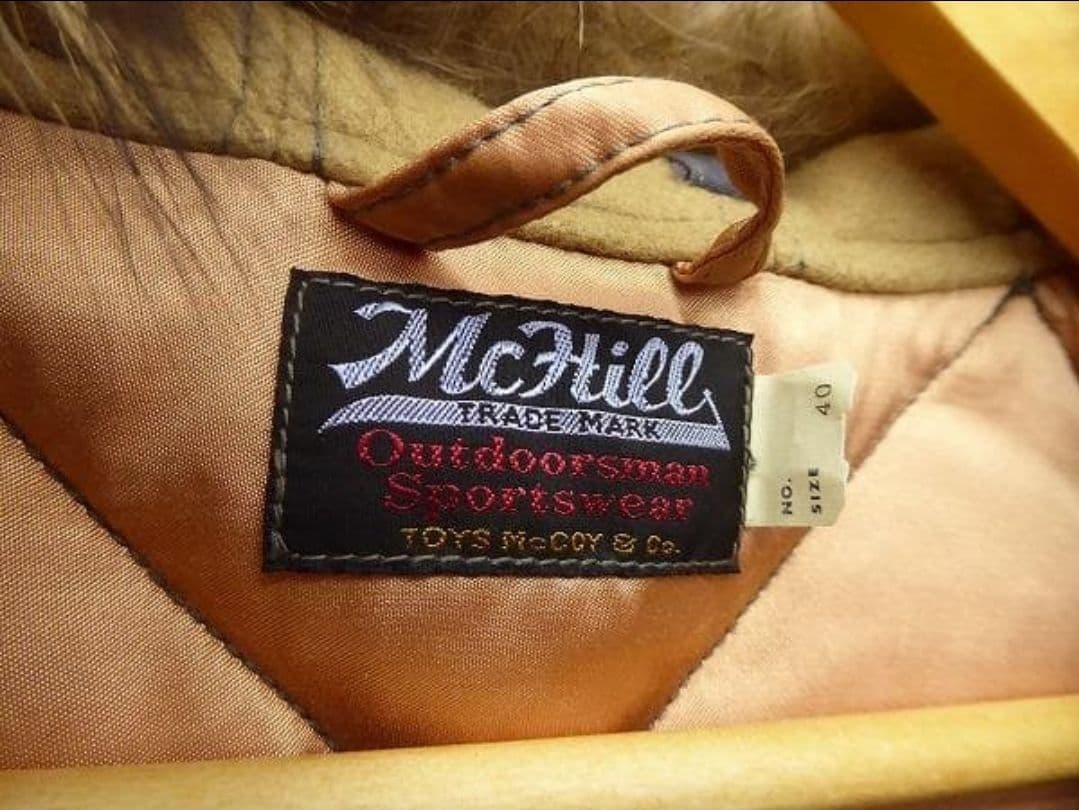 McHill
TRADE MARK
Outdoorsman
Sportswear
TOYS McCOY & Co.
NO.
SIZE 40